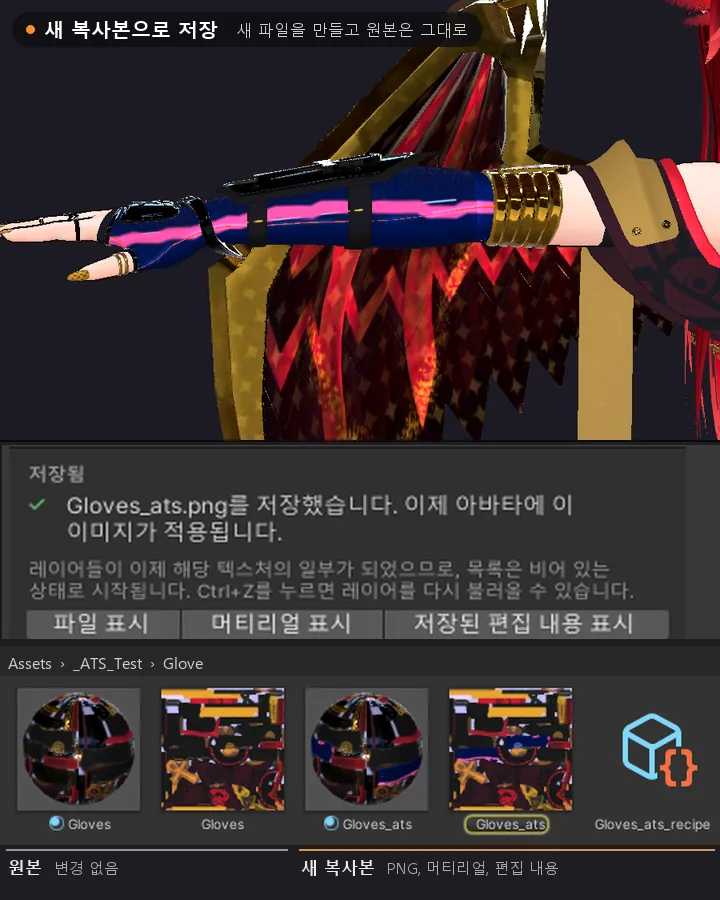 새 복사본으로 저장 새 파일을 만들고 원본은 그대로
저장됨
Gloves_ats.png를 저장했습니다. 이제 아바타에 이
이미지가 적용됩니다.
레이어들이 이제 해당 텍스처의 일부가 되었으므로, 목록은 비어 있는
상태로 시작됩니다. Ctrl+Z를 누르면 레이어를 다시 불러올 수 있습니다.
파일 표시 머티리얼 표시 저장된 편집 내용 표시
Assets › _ATS_Test › Glove
Gloves Gloves Gloves_ats Gloves_ats Gloves_ats_recipe
원본 변경 없음 새 복사본 PNG, 머티리얼, 편집 내용